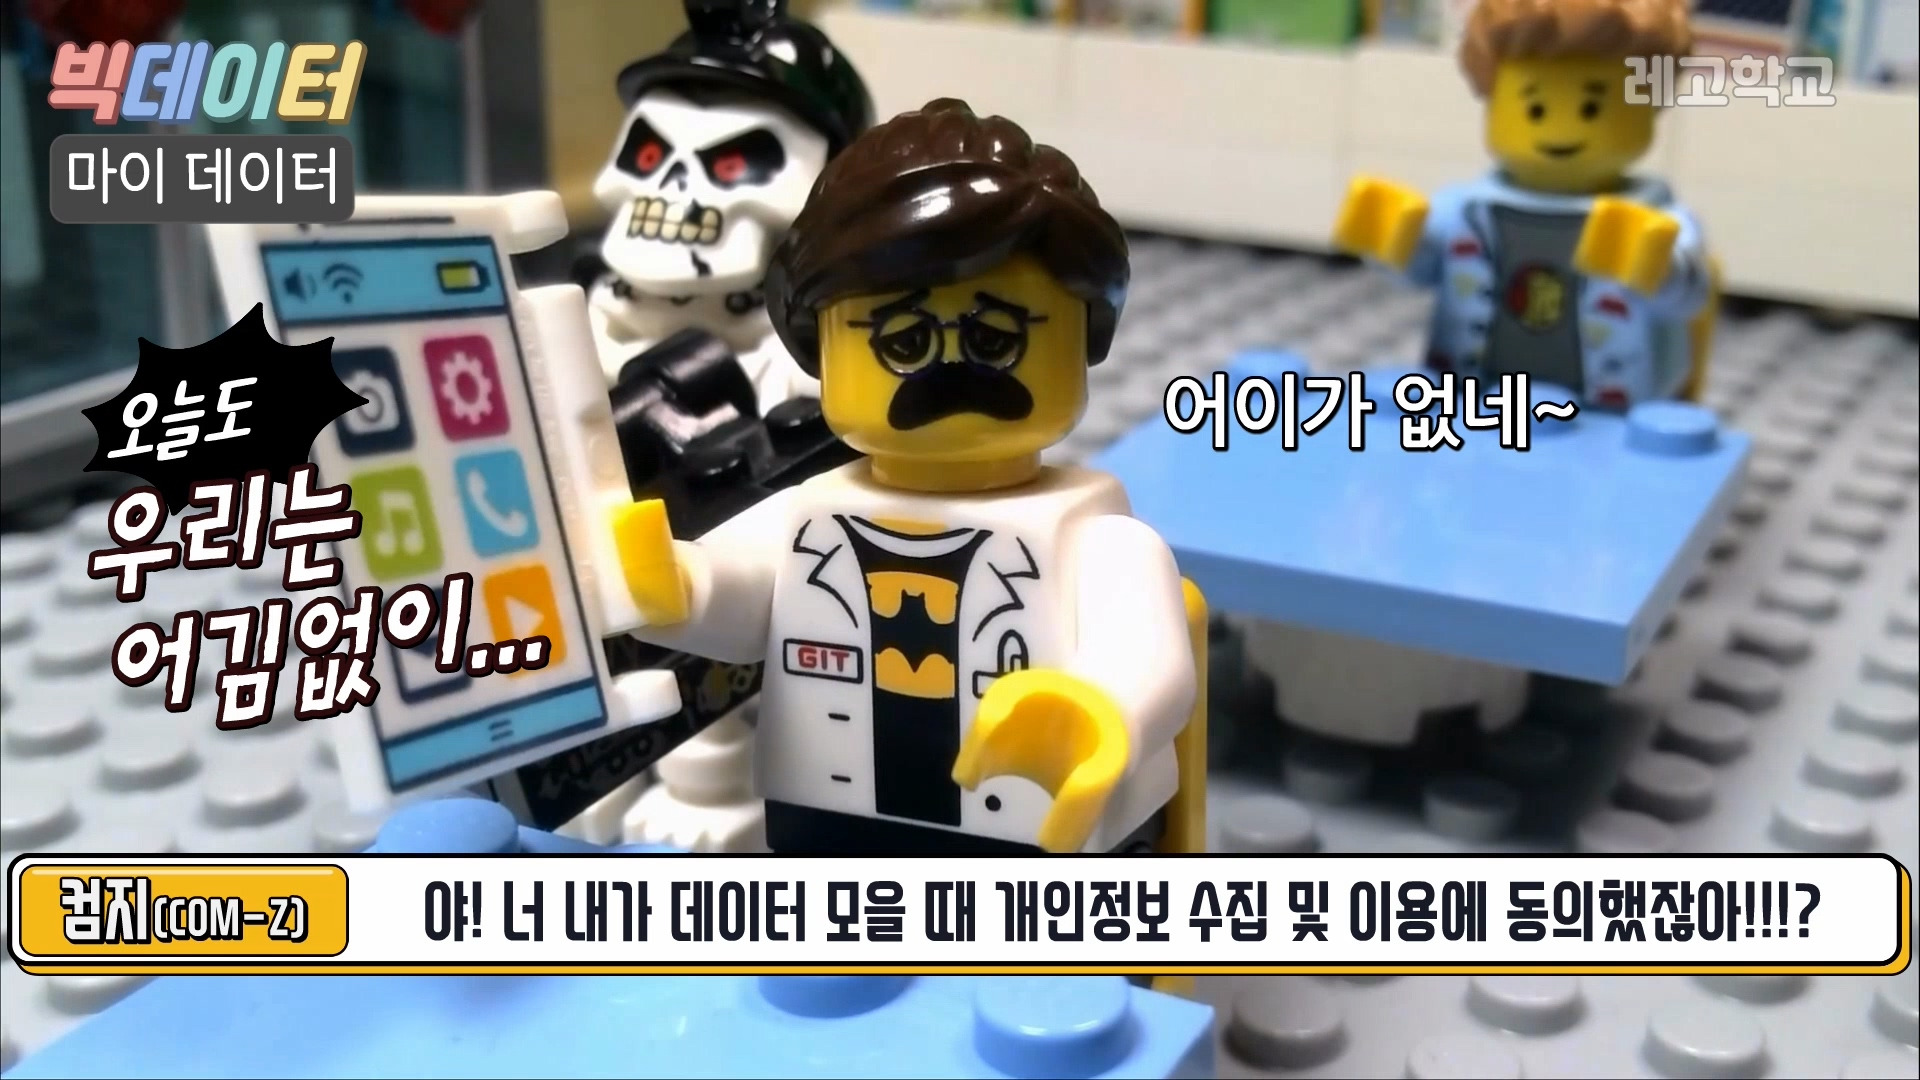 빅데이터
마이 데이터
레고학교
오늘도
우리는
어김없이...
어이가 없네~
GIT
컴지(COM-Z)
야! 너 내가 데이터 모을 때 개인정보 수집 및 이용에 동의했잖아!!!?